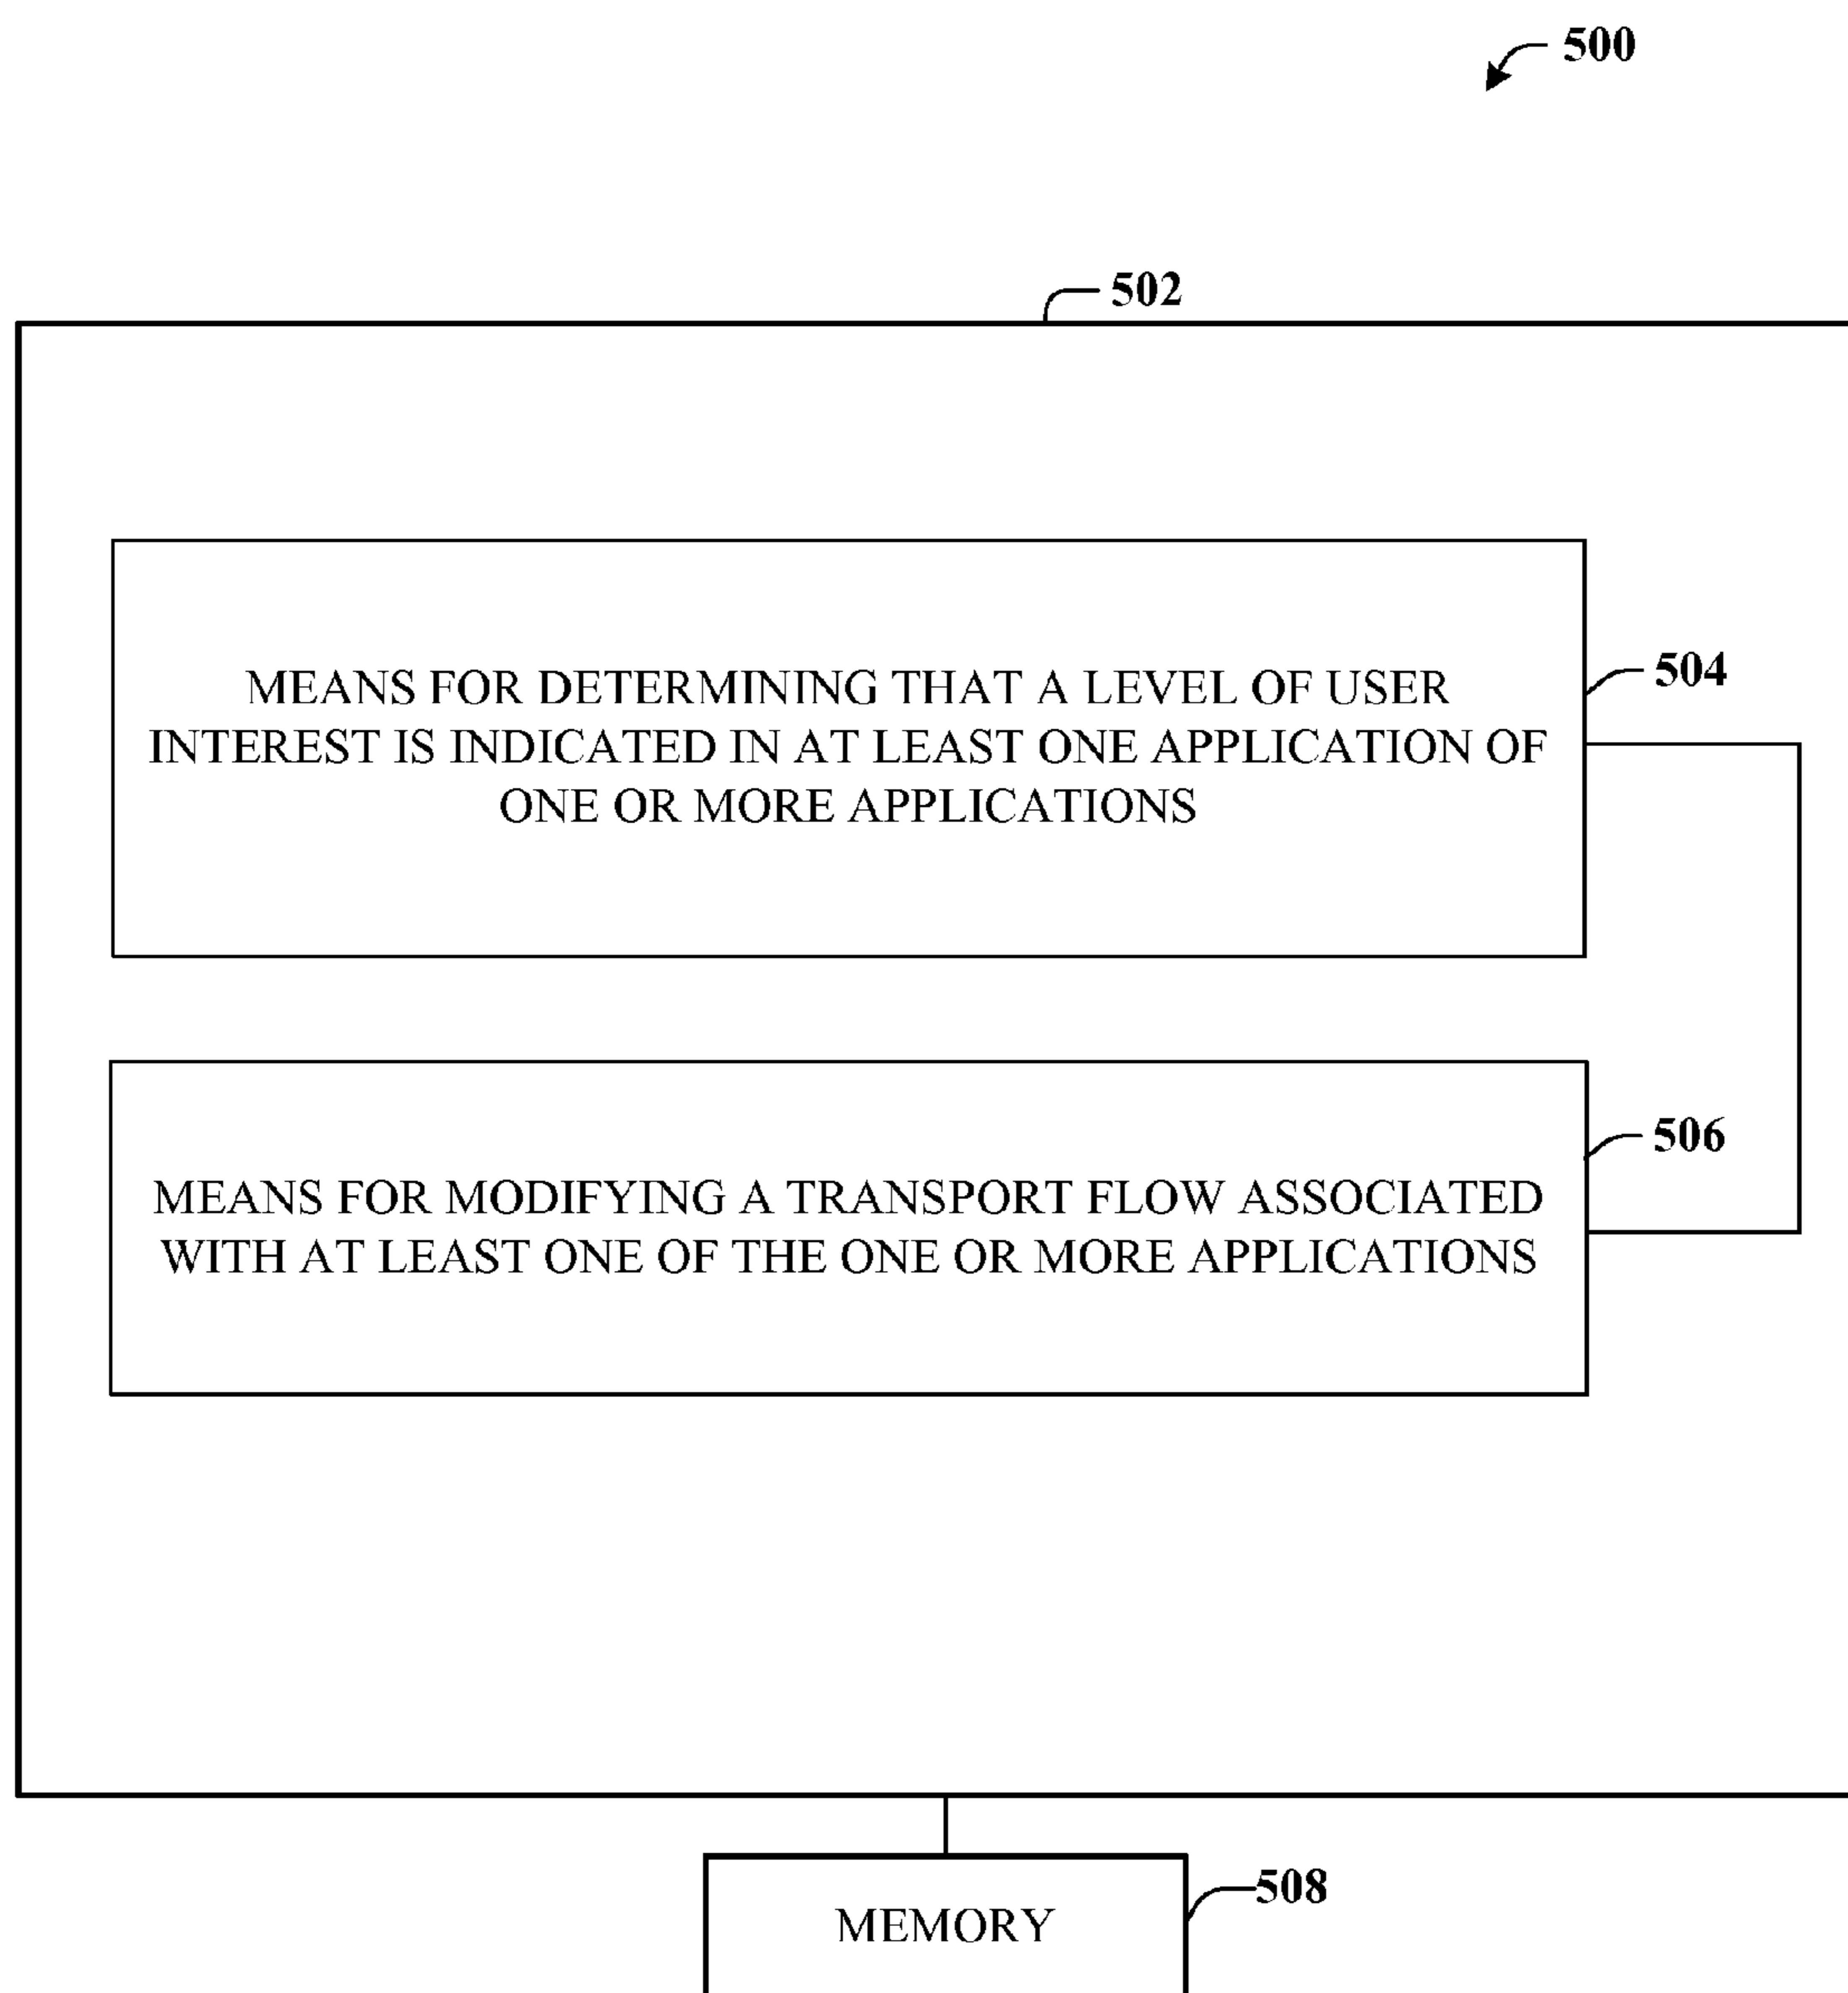 500
502
MEANS FOR DETERMINING THAT A LEVEL OF USER
INTEREST IS INDICATED IN AT LEAST ONE APPLICATION OF
ONE OR MORE APPLICATIONS
504
MEANS FOR MODIFYING A TRANSPORT FLOW ASSOCIATED
WITH AT LEAST ONE OF THE ONE OR MORE APPLICATIONS
506
MEMORY
508